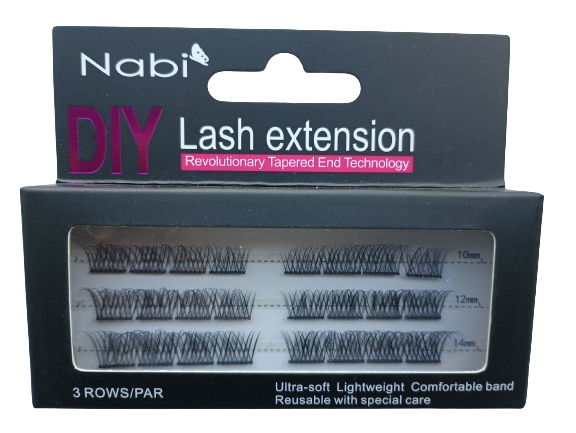 Nabi
DIY Lash extension
Revolutionary Tapered End Technology
10mm
12mm
14mm
3 ROWS/PAR
Ultra-soft Lightweight Comfortable band
Reusable with special care